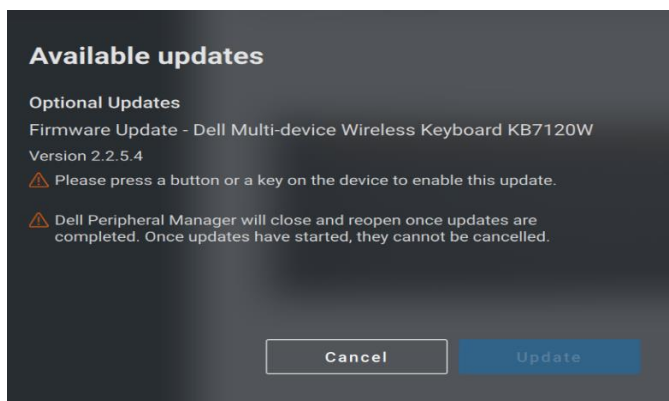 Available updates
Optional Updates
Firmware Update - Dell Multi-device Wireless Keyboard KB7120W
Version 2.2.5.4
Please press a button or a key on the device to enable this update.
Dell Peripheral Manager will close and reopen once updates are
completed. Once updates have started, they cannot be cancelled.
Cancel
Update